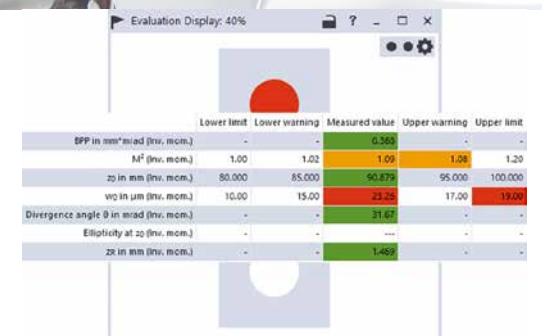 Evaluation Display: 40%
Lower limit Lower warning Measured value Upper warning Upper limit
BPP in mm*mrad (Inv. mom.) - - 0.368 - -
M² (Inv. mom.) 1.00 1.02 1.09 1.08 1.20
z0 in mm (Inv. mom.) 80.000 85.000 90.879 95.000 100.000
w0 in µm (Inv. mom.) 10.00 15.00 23.26 17.00 19.00
Divergence angle θ in mrad (Inv. mom.) - - 31.67 - -
Ellipticity at z0 (Inv. mom.) - - --- - -
zR in mm (Inv. mom.) - - 1.469 - -